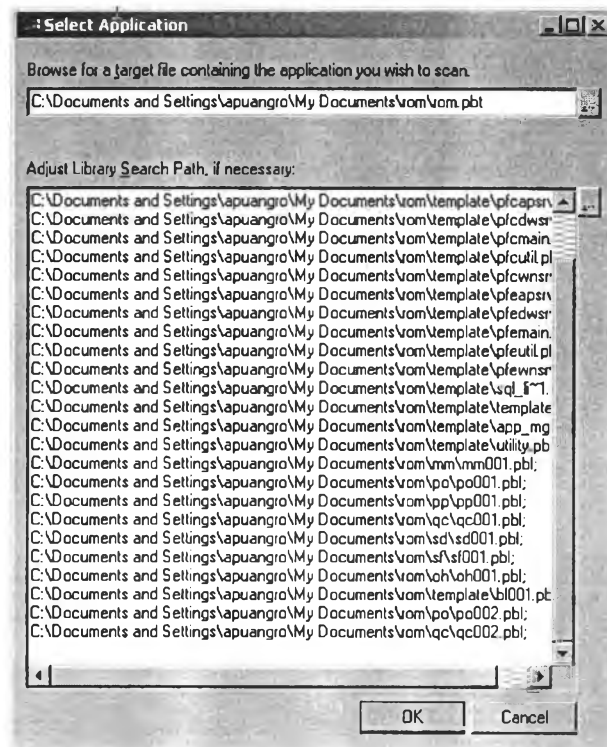 Select Application
Browse for a target file containing the application you wish to scan.
C:\Documents and Settings\apuangro\My Documents\rom\rom.pbt
Adjust Library Search Path, if necessary:
C:\Documents and Settings\apuangro\My Documents\rom\template\pfcapsrv
C:\Documents and Settings\apuangro\My Documents\rom\template\pfcdwsr
C:\Documents and Settings\apuangro\My Documents\rom\template\pfcmain.
C:\Documents and Settings\apuangro\My Documents\rom\template\pfcutil.pl
C:\Documents and Settings\apuangro\My Documents\rom\template\pfcwnsr
C:\Documents and Settings\apuangro\My Documents\rom\template\pfeapsrv
C:\Documents and Settings\apuangro\My Documents\rom\template\pfedwsr
C:\Documents and Settings\apuangro\My Documents\rom\template\pfemain.
C:\Documents and Settings\apuangro\My Documents\rom\template\pfeutil.pl
C:\Documents and Settings\apuangro\My Documents\rom\template\pfewnsr
C:\Documents and Settings\apuangro\My Documents\rom\template\sql_li~1.
C:\Documents and Settings\apuangro\My Documents\rom\template\template
C:\Documents and Settings\apuangro\My Documents\rom\template\app_mg
C:\Documents and Settings\apuangro\My Documents\rom\template\utility.pb
C:\Documents and Settings\apuangro\My Documents\rom\mm\mm001.pbl;
C:\Documents and Settings\apuangro\My Documents\rom\po\po001.pbl;
C:\Documents and Settings\apuangro\My Documents\rom\pp\pp001.pbl;
C:\Documents and Settings\apuangro\My Documents\rom\qc\qc001.pbl;
C:\Documents and Settings\apuangro\My Documents\rom\sd\sd001.pbl;
C:\Documents and Settings\apuangro\My Documents\rom\sf\sf001.pbl;
C:\Documents and Settings\apuangro\My Documents\rom\oh\oh001.pbl;
C:\Documents and Settings\apuangro\My Documents\rom\template\bl001.pb
C:\Documents and Settings\apuangro\My Documents\rom\po\po002.pbl;
C:\Documents and Settings\apuangro\My Documents\rom\qc\qc002.pbl;
OK Cancel